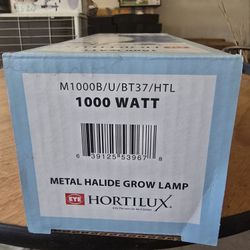 M1000B/U/BT37/HTL
1000 WATT
6 39125 53967 8
METAL HALIDE GROW LAMP
EYE HORTILUX®